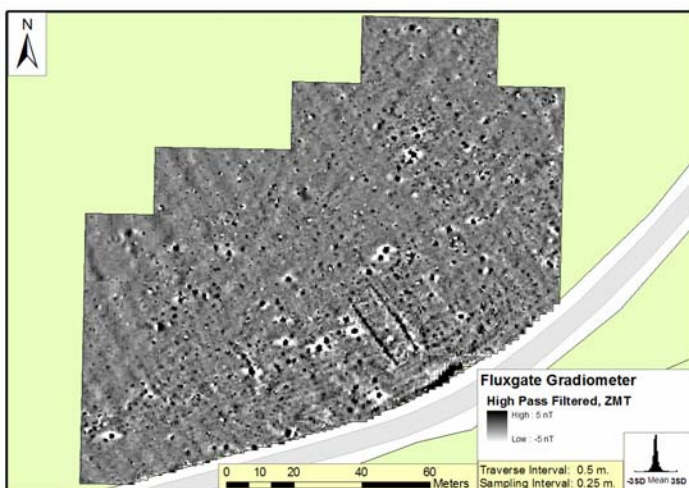 N
Fluxgate Gradiometer
High Pass Filtered, ZMT
High : 5 nT
Low : -5 nT
0 10 20 40 60
Meters
Traverse Interval: 0.5 m.
Sampling Interval: 0.25 m.
-3SD Mean 3SD